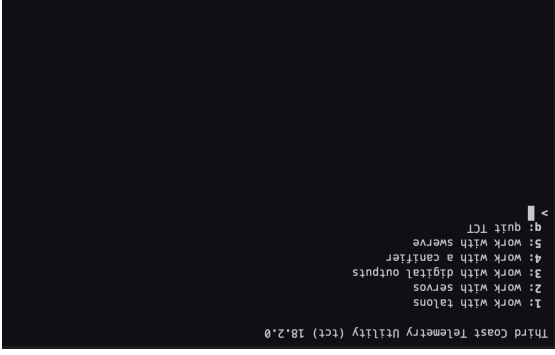 Third Coast Telemetry Utility (tct) 18.2.0
1: work with talons
2: work with servos
3: work with digital outputs
4: work with a canifier
5: work with swerve
q: quit TCT
>